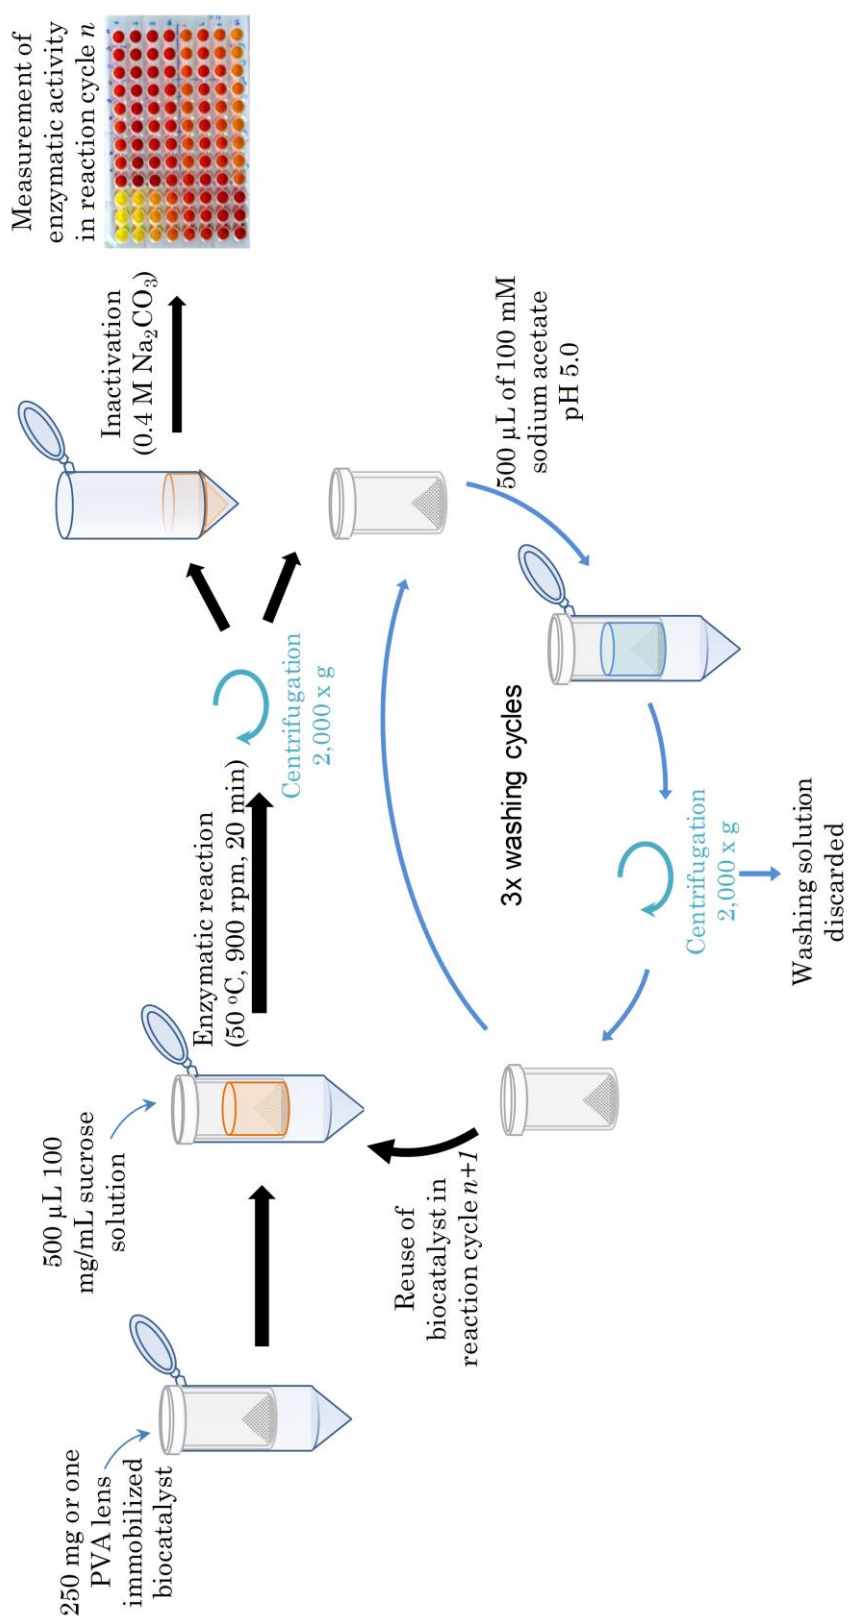 250 mg or one
PVA lens
immobilized
biocatalyst
500 µL 100
mg/mL sucrose
solution
Enzymatic reaction
(50 ºC, 900 rpm, 20 min)
Centrifugation
2,000 x g
Inactivation
(0.4 M Na₂CO₃)
Measurement of
enzymatic activity
in reaction cycle n
500 µL of 100 mM
sodium acetate
pH 5.0
3x washing cycles
Centrifugation
2,000 x g
Washing solution
discarded
Reuse of
biocatalyst in
reaction cycle n+1